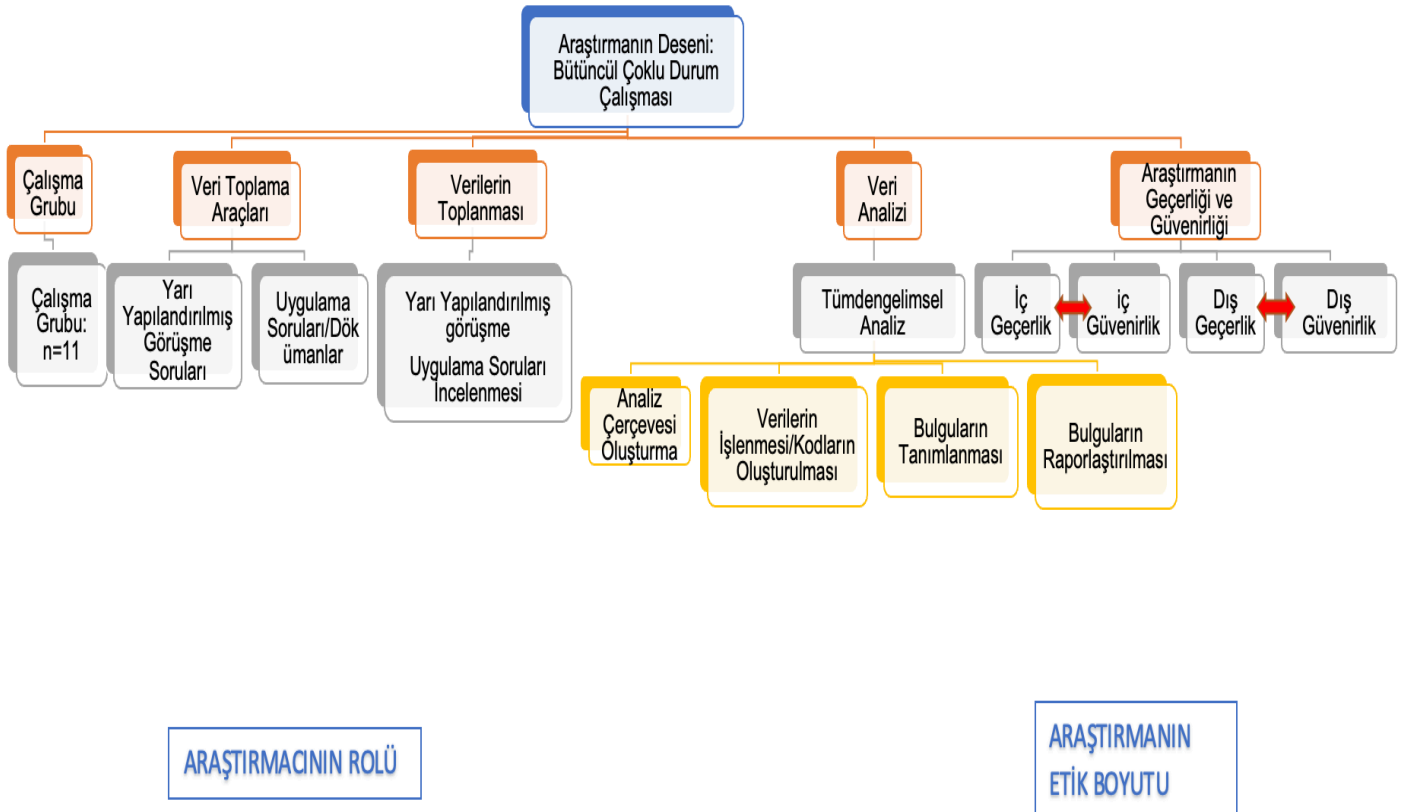 Araştırmanın Deseni:
Bütüncül Çoklu Durum
Çalışması
Çalışma
Grubu
Veri Toplama
Araçları
Verilerin
Toplanması
Veri
Analizi
Araştırmanın
Geçerliği ve
Güvenirliği
Çalışma
Grubu:
n=11
Yarı
Yapılandırılmış
Görüşme
Soruları
Uygulama
Soruları/Dök
ümanlar
Yarı Yapılandırılmış
görüşme
Uygulama Soruları
İncelenmesi
Tümdengelimsel
Analiz
İç
Geçerlik
iç
Güvenirlik
Dış
Geçerlik
Dış
Güvenirlik
Analiz
Çerçevesi
Oluşturma
Verilerin
İşlenmesi/Kodların
Oluşturulması
Bulguların
Tanımlanması
Bulguların
Raporlaştırılması
ARAŞTIRMACININ ROLÜ
ARAŞTIRMANIN
ETİK BOYUTU